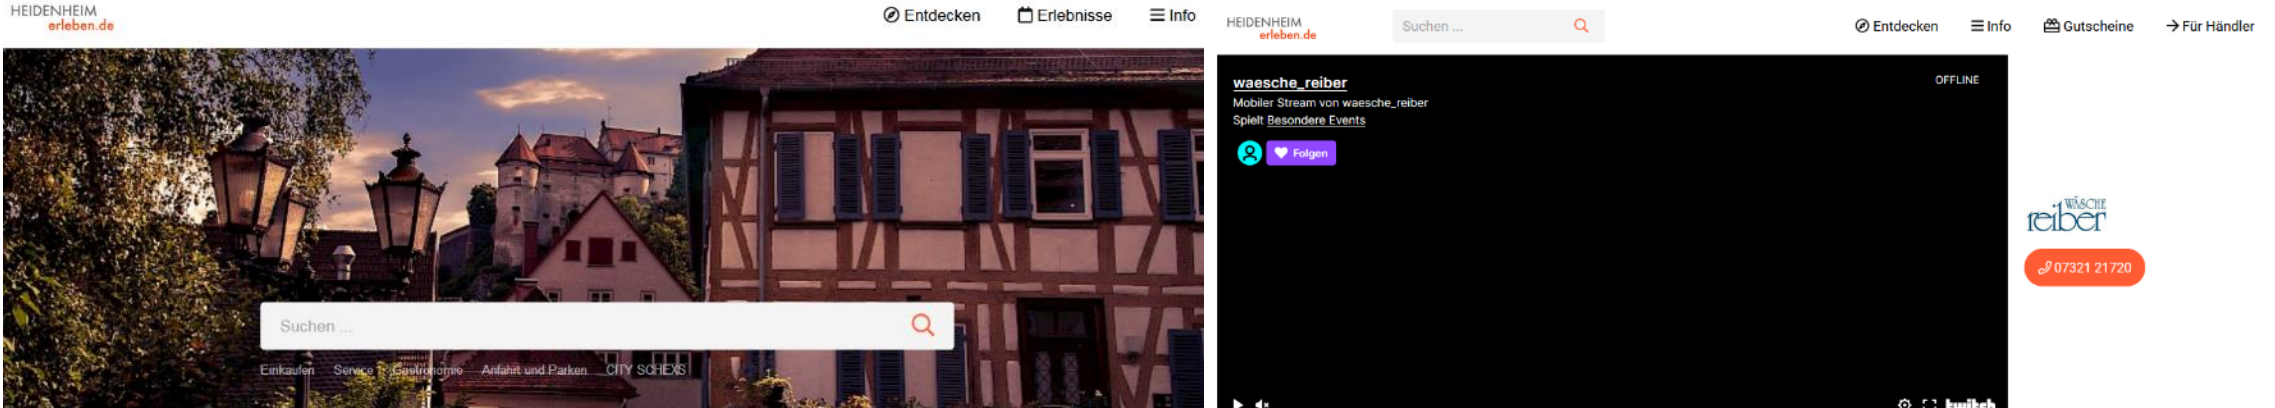 HEIDENHEIM
erleben.de
Entdecken
Erlebnisse
Info
Suchen ...
Einkaufen
Service
Gastronomie
Anfahrt und Parken
CITY SCHEXS
HEIDENHEIM
erleben.de
Suchen ...
Entdecken
Info
Gutscheine
Für Händler
waesche_reiber
OFFLINE
Mobiler Stream von waesche_reiber
Spielt Besondere Events
Folgen
WÄSCHE
reiber
07321 21720
twitch